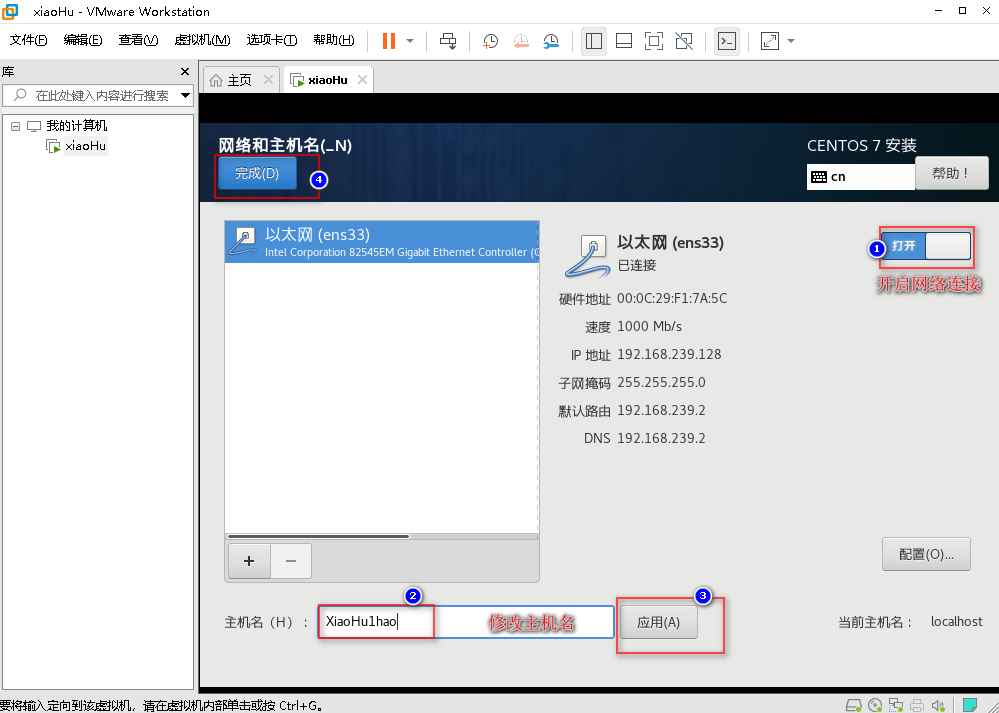 xiaoHu - VMware Workstation
文件(F) 编辑(E) 查看(V) 虚拟机(M) 选项卡(T) 帮助(H)
库
在此处键入内容进行搜索
我的计算机
xiaoHu
主页
xiaoHu
网络和主机名(_N)
完成(D)
4
CENTOS 7 安装
cn
帮助！
以太网 (ens33)
Intel Corporation 82545EM Gigabit Ethernet Controller (C
以太网 (ens33)
已连接
1
打开
开启网络连接
硬件地址 00:0C:29:F1:7A:5C
速度 1000 Mb/s
IP 地址 192.168.239.128
子网掩码 255.255.255.0
默认路由 192.168.239.2
DNS 192.168.239.2
+ −
配置(O)...
2
3
主机名（H）： XiaoHu1hao 修改主机名 应用(A) 当前主机名： localhost
要将输入定向到该虚拟机，请在虚拟机内部单击或按 Ctrl+G。